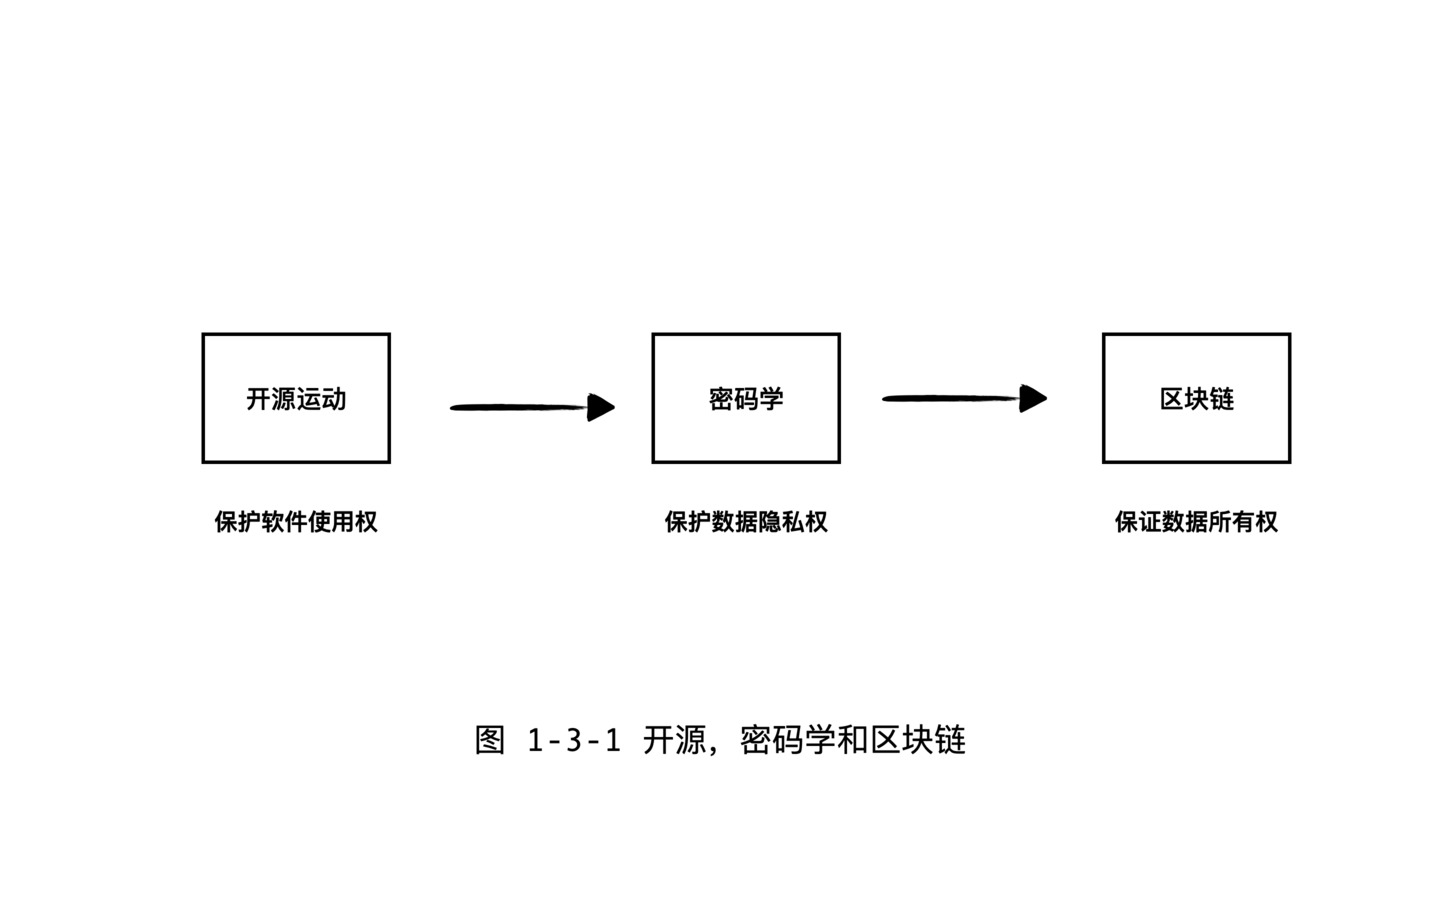 开源运动
密码学
区块链
保护软件使用权
保护数据隐私权
保证数据所有权
图 1-3-1 开源，密码学和区块链